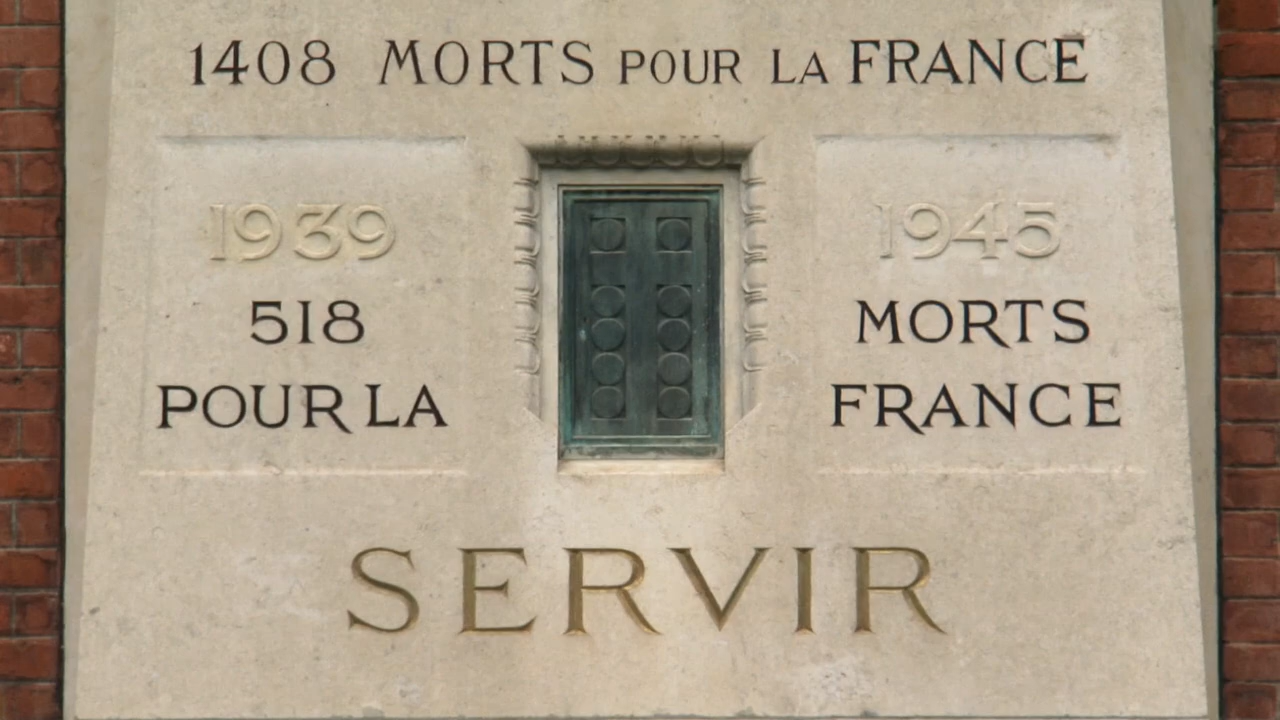 1408 MORTS POUR LA FRANCE
1939 1945
518 MORTS
POUR LA FRANCE
SERVIR